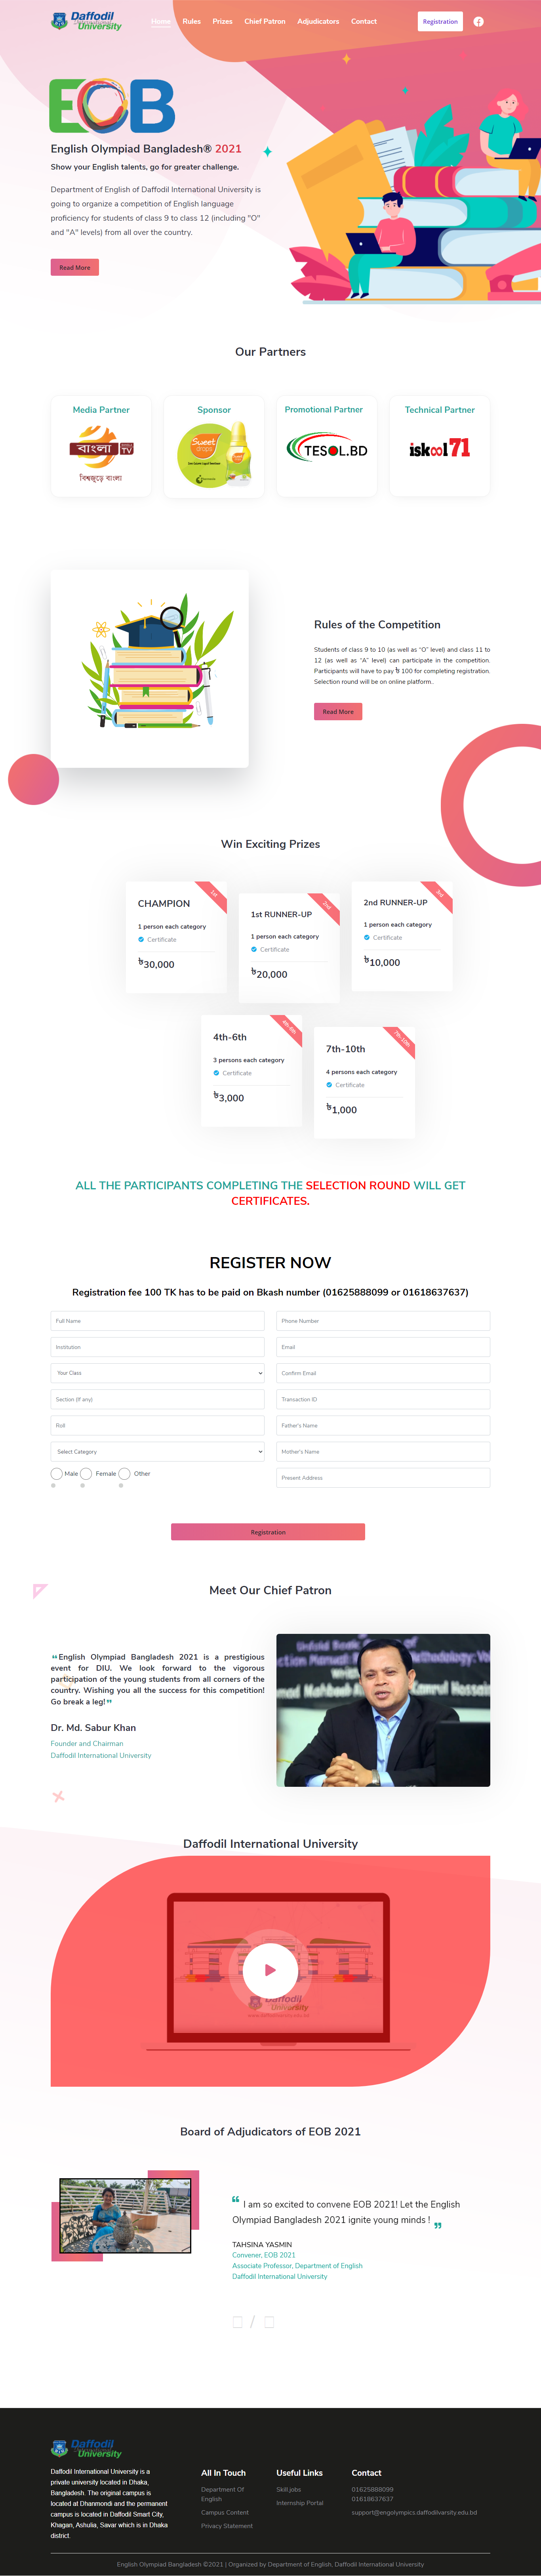 Daffodil
International
University
Home Rules Prizes Chief Patron Adjudicators Contact
Registration
EOB
English Olympiad Bangladesh® 2021
Show your English talents, go for greater challenge.
Department of English of Daffodil International University is
going to organize a competition of English language
proficiency for students of class 9 to class 12 (including "O"
and "A" levels) from all over the country.
Read More
Our Partners
Media Partner
বাংলা TV
বিশ্বজুড়ে বাংলা
Sponsor
Sweet
drops
Promotional Partner
TESOL.BD
Technical Partner
iskool71
Rules of the Competition
Students of class 9 to 10 (as well as “O” level) and class 11 to
12 (as well as “A” level) can participate in the competition.
Participants will have to pay ৳ 100 for completing registration.
Selection round will be on online platform.
Read More
Win Exciting Prizes
1st
CHAMPION
1 person each category
Certificate
৳30,000
2nd
1st RUNNER-UP
1 person each category
Certificate
৳20,000
3rd
2nd RUNNER-UP
1 person each category
Certificate
৳10,000
4th-6th
4th-6th
3 persons each category
Certificate
৳3,000
7th-10th
7th-10th
4 persons each category
Certificate
৳1,000
ALL THE PARTICIPANTS COMPLETING THE SELECTION ROUND WILL GET
CERTIFICATES.
REGISTER NOW
Registration fee 100 TK has to be paid on Bkash number (01625888099 or 01618637637)
Full Name
Phone Number
Institution
Email
Your Class
Confirm Email
Section (If any)
Transaction ID
Roll
Father's Name
Select Category
Mother's Name
Male Female Other
Present Address
Registration
Meet Our Chief Patron
❝English Olympiad Bangladesh 2021 is a prestigious
event for DIU. We look forward to the vigorous
participation of the young students from all corners of the
country. Wishing you all the success for this competition!
Go break a leg!❞
Dr. Md. Sabur Khan
Founder and Chairman
Daffodil International University
Daffodil International University
Daffodil
University
Board of Adjudicators of EOB 2021
❝ I am so excited to convene EOB 2021! Let the English
Olympiad Bangladesh 2021 ignite young minds ! ❞
TAHSINA YASMIN
Convener, EOB 2021
Associate Professor, Department of English
Daffodil International University
/
Daffodil
International
University
Daffodil International University is a
private university located in Dhaka,
Bangladesh. The original campus is
located at Dhanmondi and the permanent
campus is located in Daffodil Smart City,
Khagan, Ashulia, Savar which is in Dhaka
district.
All In Touch
Department Of
English
Campus Content
Privacy Statement
Useful Links
Skill.jobs
Internship Portal
Contact
01625888099
01618637637
support@engolympics.daffodilvarsity.edu.bd
English Olympiad Bangladesh ©2021 | Organized by Department of English, Daffodil International University